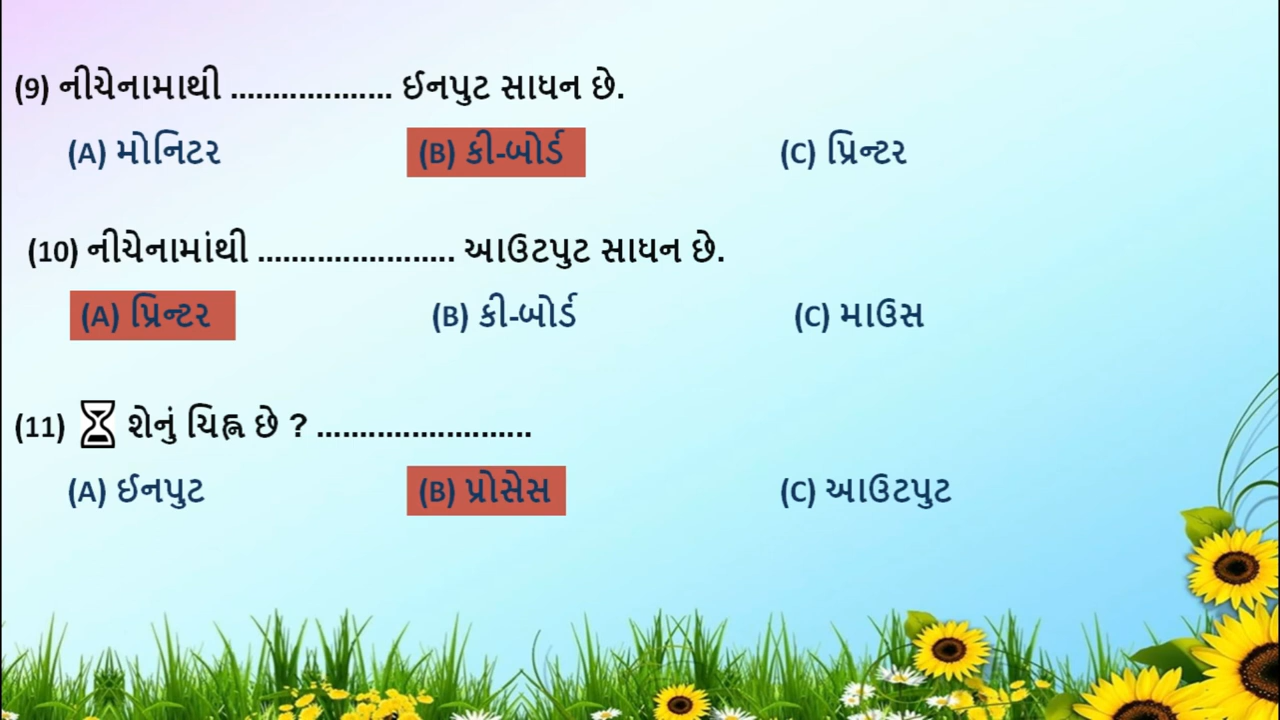 (9) નીચેનામાથી ................... ઈનપુટ સાધન છે.
(A) મોનિટર (B) કી-બોર્ડ (C) પ્રિન્ટર
(10) નીચેનામાંથી ....................... આઉટપુટ સાધન છે.
(A) પ્રિન્ટર (B) કી-બોર્ડ (C) માઉસ
(11) શેનું ચિહ્ન છે ? .........................
(A) ઈનપુટ (B) પ્રોસેસ (C) આઉટપુટ